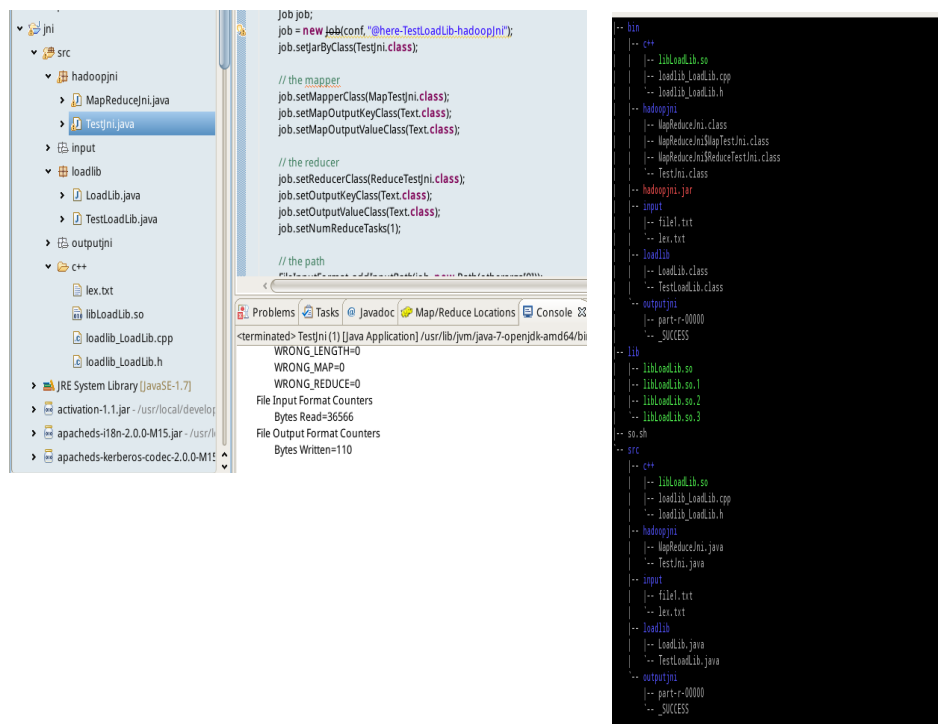 jni
src
hadoopjni
MapReduceJni.java
TestJni.java
input
loadlib
LoadLib.java
TestLoadLib.java
outputjni
c++
lex.txt
libLoadLib.so
loadlib_LoadLib.cpp
loadlib_LoadLib.h
JRE System Library [JavaSE-1.7]
activation-1.1.jar - /usr/local/develop
apacheds-i18n-2.0.0-M15.jar - /usr/l
apacheds-kerberos-codec-2.0.0-M15
Job job;
job = new Job(conf, "@here-TestLoadLib-hadoopJni");
job.setJarByClass(TestJni.class);
// the mapper
job.setMapperClass(MapTestJni.class);
job.setMapOutputKeyClass(Text.class);
job.setMapOutputValueClass(Text.class);
// the reducer
job.setReducerClass(ReduceTestJni.class);
job.setOutputKeyClass(Text.class);
job.setOutputValueClass(Text.class);
job.setNumReduceTasks(1);
// the path
Problems @ Tasks @ Javadoc Map/Reduce Locations Console
<terminated> TestJni (1) [Java Application] /usr/lib/jvm/java-7-openjdk-amd64/bi
WRONG_LENGTH=0
WRONG_MAP=0
WRONG_REDUCE=0
File Input Format Counters
Bytes Read=36566
File Output Format Counters
Bytes Written=110
|-- bin
| |-- c++
| | |-- libLoadLib.so
| | |-- loadlib_LoadLib.cpp
| | `-- loadlib_LoadLib.h
| |-- hadoopjni
| | |-- MapReduceJni.class
| | |-- MapReduceJni$MapTestJni.class
| | |-- MapReduceJni$ReduceTestJni.class
| | `-- TestJni.class
| |-- hadoopjni.jar
| |-- input
| | |-- file1.txt
| | `-- lex.txt
| |-- loadlib
| | |-- LoadLib.class
| | `-- TestLoadLib.class
| `-- outputjni
| |-- part-r-00000
| `-- _SUCCESS
|-- lib
| |-- libLoadLib.so
| |-- libLoadLib.so.1
| |-- libLoadLib.so.2
| `-- libLoadLib.so.3
|-- so.sh
`-- src
|-- c++
| |-- libLoadLib.so
| |-- loadlib_LoadLib.cpp
| `-- loadlib_LoadLib.h
|-- hadoopjni
| |-- MapReduceJni.java
| `-- TestJni.java
|-- input
| |-- file1.txt
| `-- lex.txt
|-- loadlib
| |-- LoadLib.java
| `-- TestLoadLib.java
`-- outputjni
|-- part-r-00000
`-- _SUCCESS